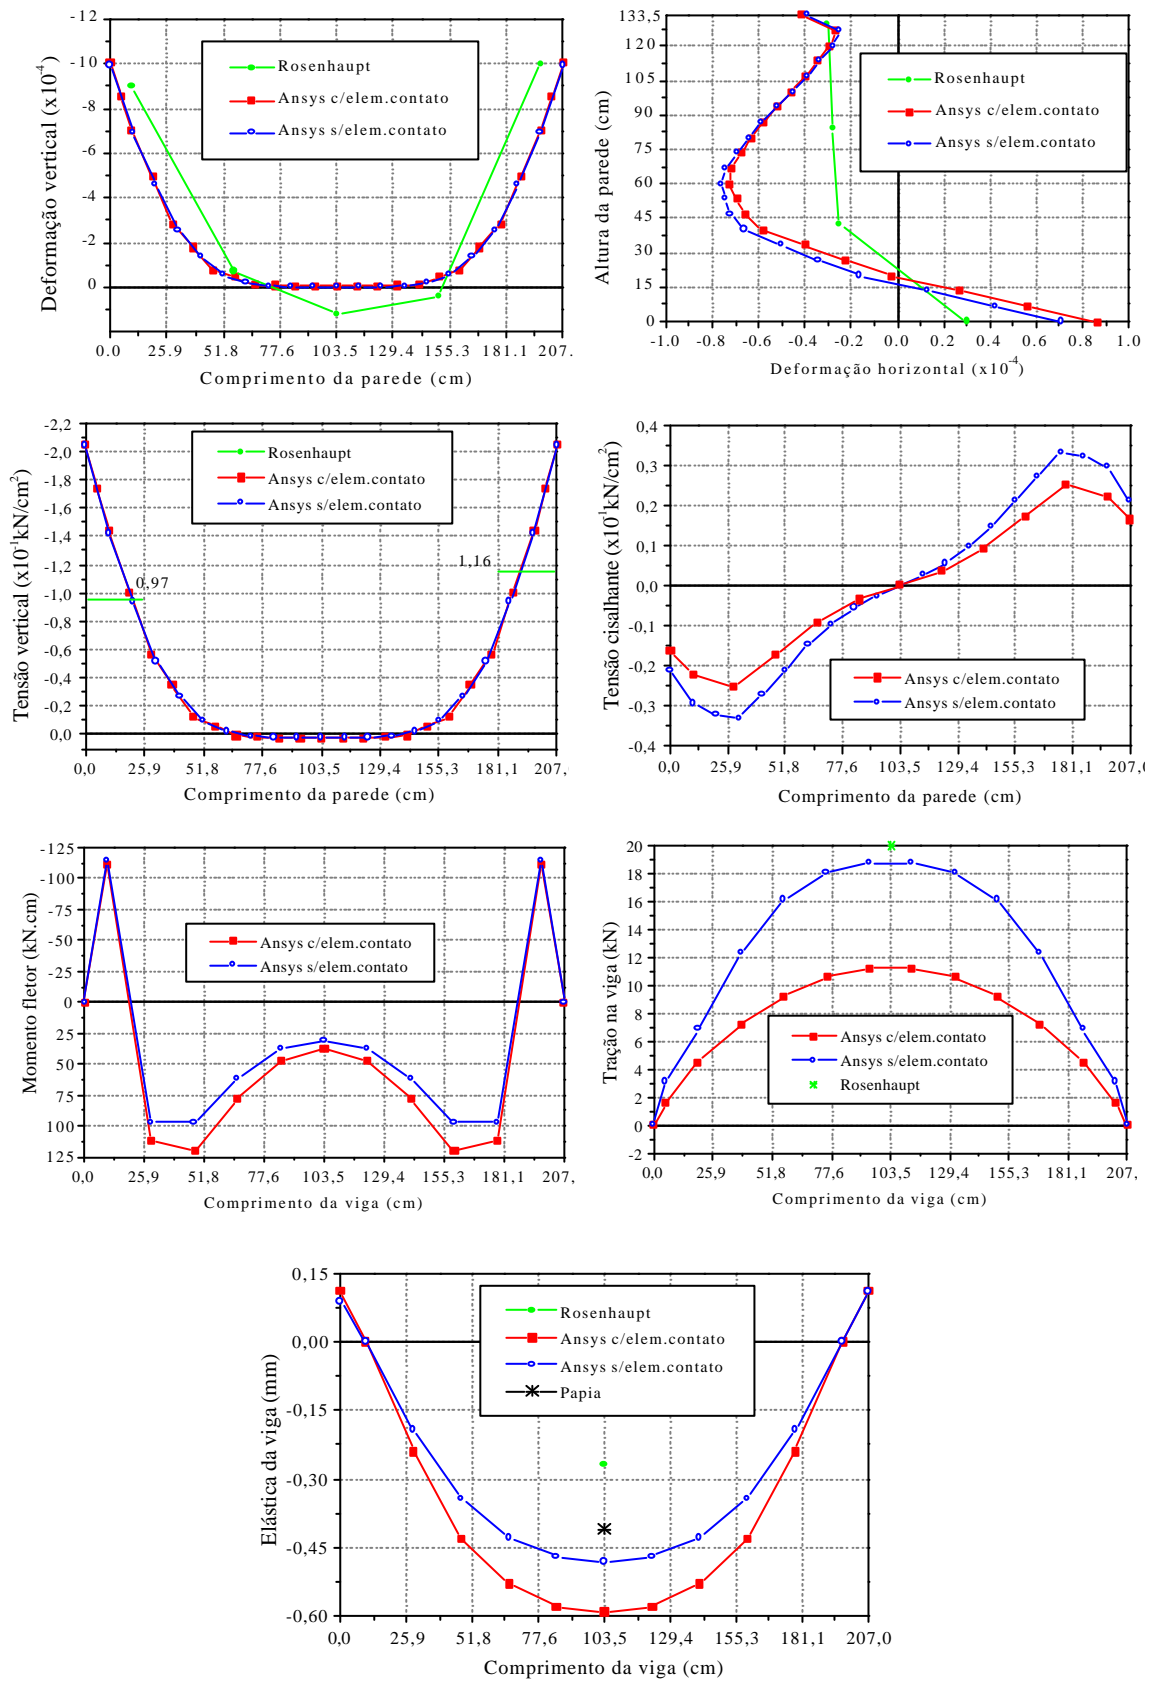 -12
-10
-8
-6
-4
-2
0
Deformação vertical (x10-4)
Rosenhaupt
Ansys c/elem.contato
Ansys s/elem.contato
0.0 25.9 51.8 77.6 103.5 129.4 155.3 181.1 207.
Comprimento da parede (cm)
133,5
120
105
90
75
60
45
30
15
0
Altura da parede (cm)
Rosenhaupt
Ansys c/elem.contato
Ansys s/elem.contato
-1.0 -0.8 -0.6 -0.4 -0.2 0.0 0.2 0.4 0.6 0.8 1.0
Deformação horizontal (x10-4)
-2,2
-2,0
-1,8
-1,6
-1,4
-1,2
-1,0
-0,8
-0,6
-0,4
-0,2
0,0
Tensão vertical (x10-1kN/cm2)
Rosenhaupt
Ansys c/elem.contato
Ansys s/elem.contato
0,97
1,16
0,0 25,9 51,8 77,6 103,5 129,4 155,3 181,1 207,
Comprimento da parede (cm)
0,4
0,3
0,2
0,1
0,0
-0,1
-0,2
-0,3
-0,4
Tensão cisalhante (x10-1kN/cm2)
Ansys c/elem.contato
Ansys s/elem.contato
0,0 25,9 51,8 77,6 103,5 129,4 155,3 181,1 207,
Comprimento da parede (cm)
-125
-100
-75
-50
-25
0
25
50
75
100
125
Momento fletor (kN.cm)
Ansys c/elem.contato
Ansys s/elem.contato
0,0 25,9 51,8 77,6 103,5 129,4 155,3 181,1 207,
Comprimento da viga (cm)
20
18
16
14
12
10
8
6
4
2
0
-2
Tração na viga (kN)
Ansys c/elem.contato
Ansys s/elem.contato
Rosenhaupt
0,0 25,9 51,8 77,6 103,5 129,4 155,3 181,1 207,
Comprimento da viga (cm)
0,15
0,00
-0,15
-0,30
-0,45
-0,60
Elástica da viga (mm)
Rosenhaupt
Ansys c/elem.contato
Ansys s/elem.contato
Papia
0,0 25,9 51,8 77,6 103,5 129,4 155,3 181,1 207,0
Comprimento da viga (cm)